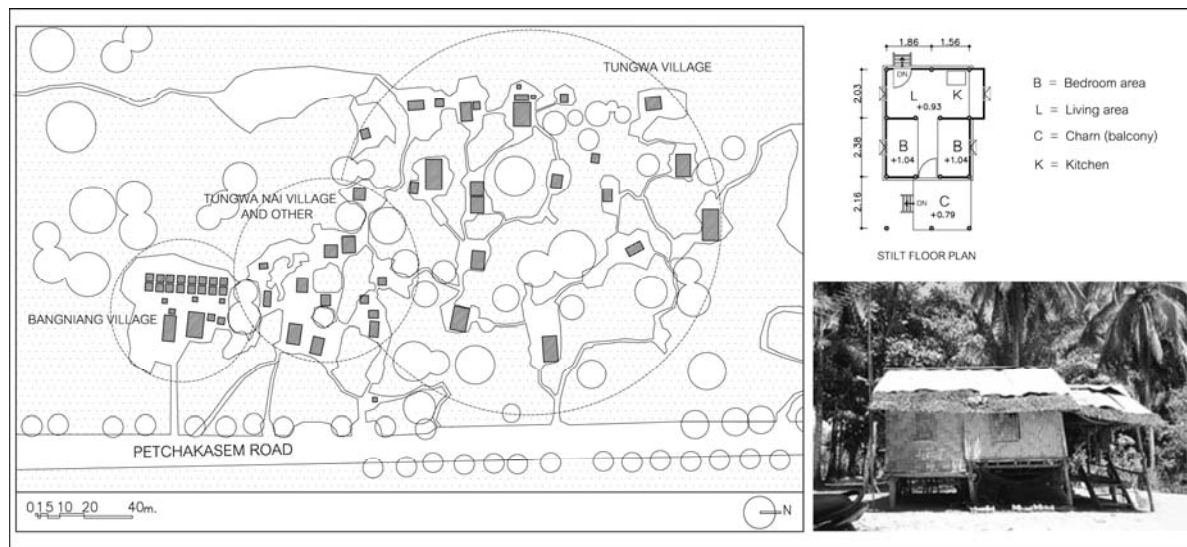 TUNGWA VILLAGE
TUNGWA NAI VILLAGE
AND OTHER
BANGNIANG VILLAGE
PETCHAKASEM ROAD
0 1 5 10 20 40m.
N
1.86 1.56
DN
L K
2.03
+0.93
B B
2.38
+1.04 +1.04
DN
C
2.16
+0.79
STILT FLOOR PLAN
B = Bedroom area
L = Living area
C = Charn (balcony)
K = Kitchen